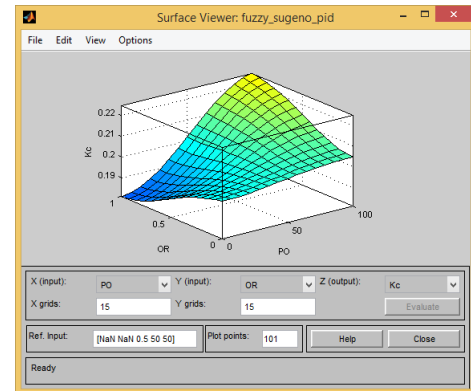 Surface Viewer: fuzzy_sugeno_pid
File Edit View Options
0.22
0.21
0.2
0.19
Kc
1
0.5
0
OR
0
50
100
PO
X (input): PO Y (input): OR Z (output): Kc
X grids: 15 Y grids: 15 Evaluate
Ref. Input: [NaN NaN 0.5 50 50] Plot points: 101 Help Close
Ready